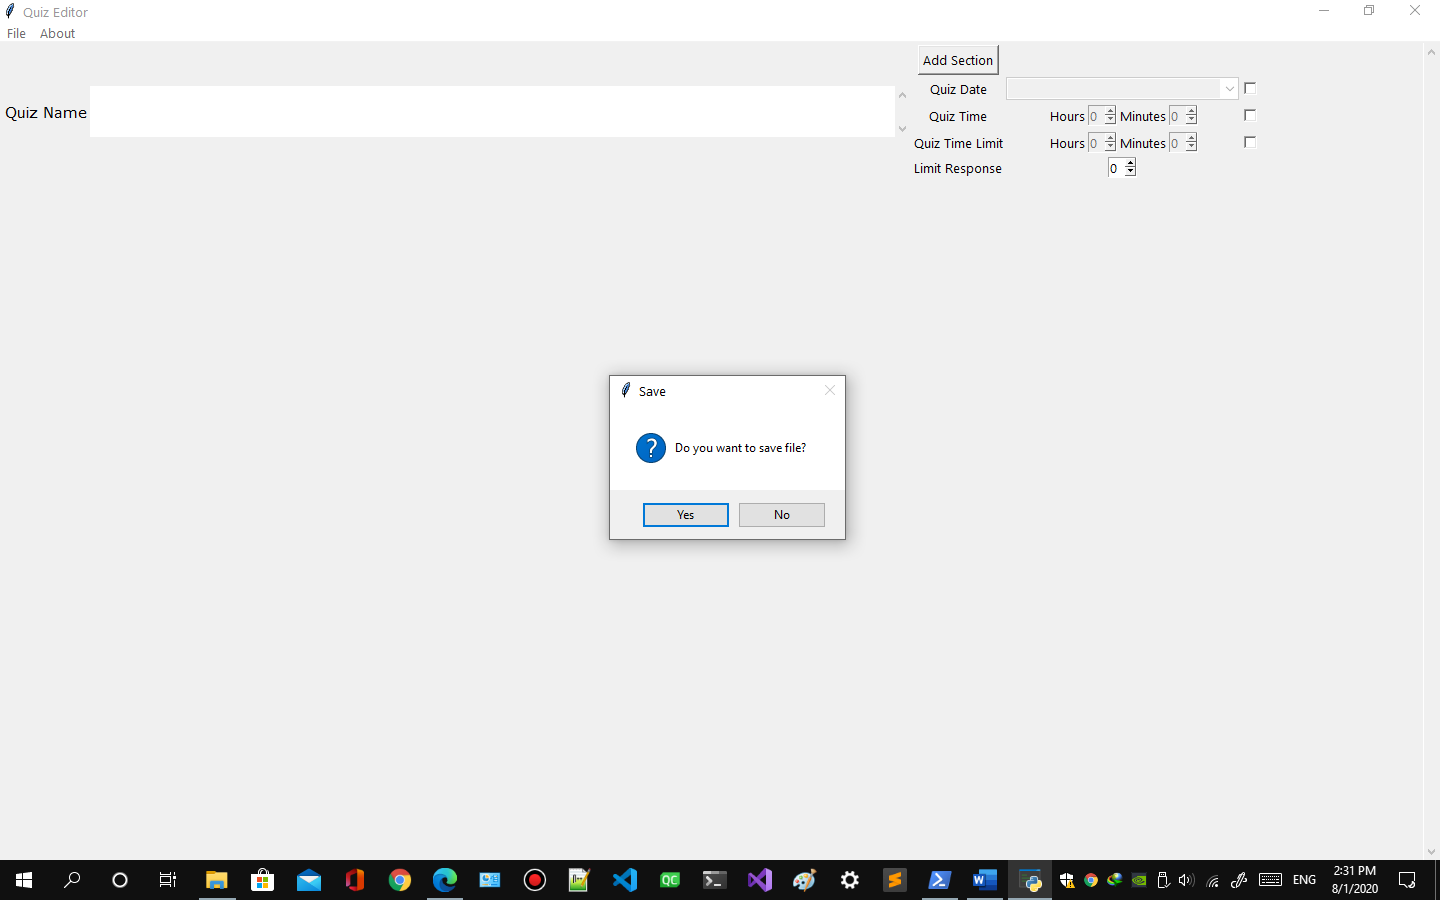 Quiz Editor
File About
Add Section
Quiz Name
Quiz Date
Quiz Time Hours 0 Minutes 0
Quiz Time Limit Hours 0 Minutes 0
Limit Response 0
Save
? Do you want to save file?
Yes No
QC
ENG
2:31 PM
8/1/2020